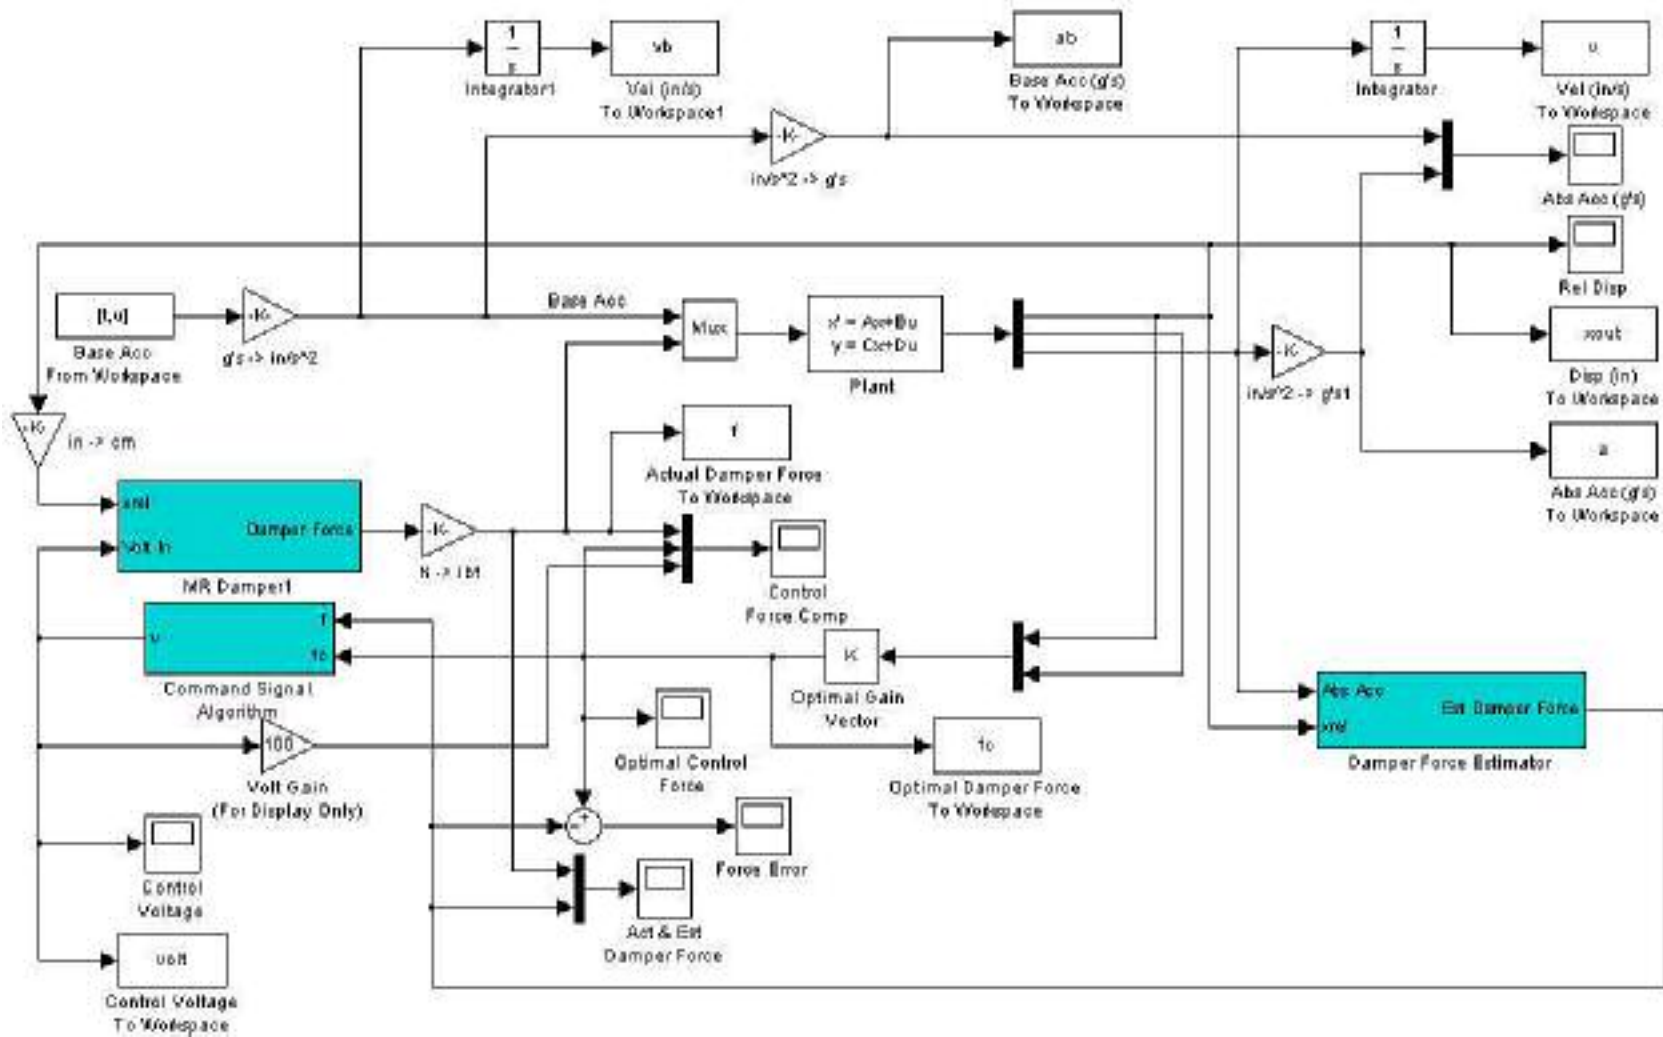 1
s
Integrator1
vb
Vel (in/s)
To Workspace1
ab
Base Acc (g's)
To Workspace
1
s
Integrator
Vel (in/s)
To Workspace
-K-
in/s^2 -> g's
Abs Acc (g's)
Rel Disp
[t,u]
Base Acc
From Workspace
-K-
g's -> in/s^2
Base Acc
Mux
x' = Ax+Bu
y = Cx+Du
Plant
-K-
in/s^2 -> g's1
xout
Disp (in)
To Workspace
-K-
in -> cm
f
Actual Damper Force
To Workspace
a
Abs Acc (g's)
To Workspace
xrel
Volt In
Damper Force
MR Damper1
-K-
N -> lbf
Control
Force Comp
f
fc
v
Command Signal
Algorithm
K
Optimal Gain
Vector
100
Volt Gain
(For Display Only)
Optimal Control
Force
fc
Optimal Damper Force
To Workspace
Abs Acc
xrel
Est Damper Force
Damper Force Estimator
Control
Voltage
Force Error
Act & Est
Damper Force
volt
Control Voltage
To Workspace